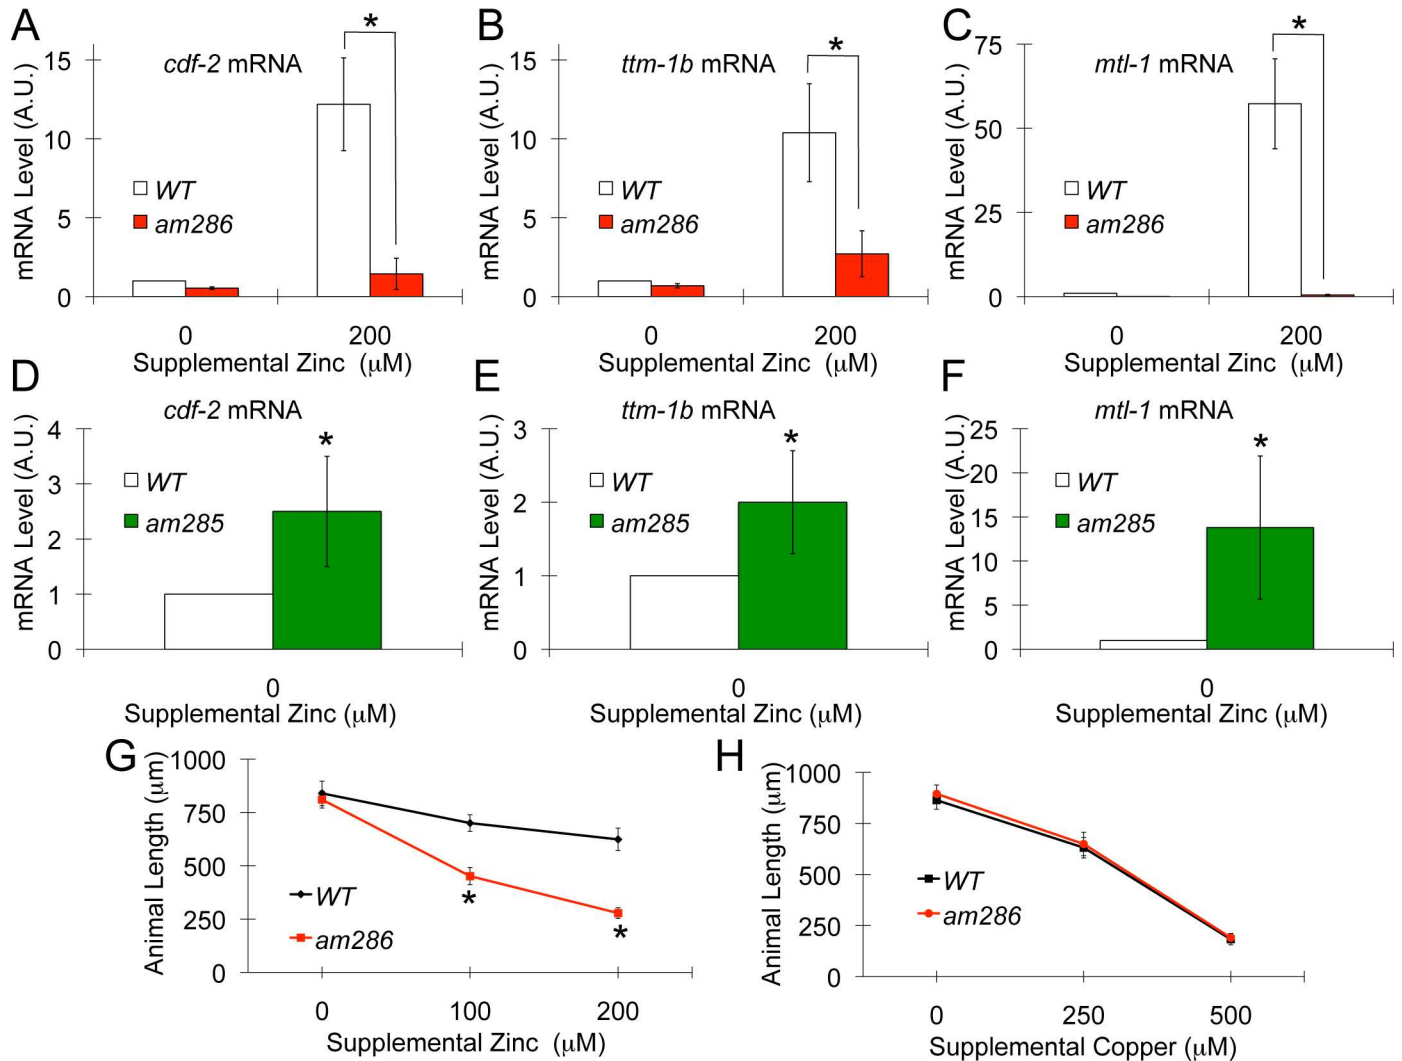 A
cdf-2 mRNA
*
mRNA Level (A.U.)
15
10
5
0
WT
am286
0 200
Supplemental Zinc (μM)
B
ttm-1b mRNA
*
mRNA Level (A.U.)
15
10
5
0
WT
am286
0 200
Supplemental Zinc (μM)
C
mtl-1 mRNA
*
mRNA Level (A.U.)
75
50
25
0
WT
am286
0 200
Supplemental Zinc (μM)
D
cdf-2 mRNA
*
mRNA Level (A.U.)
4
3
2
1
0
WT
am285
0
Supplemental Zinc (μM)
E
ttm-1b mRNA
*
mRNA Level (A.U.)
3
2
1
0
WT
am285
0
Supplemental Zinc (μM)
F
mtl-1 mRNA
*
mRNA Level (A.U.)
25
20
15
10
5
0
WT
am285
0
Supplemental Zinc (μM)
G
Animal Length (μm)
1000
750
500
250
0
WT
am286
*
*
0 100 200
Supplemental Zinc (μM)
H
Animal Length (μm)
1000
750
500
250
0
WT
am286
0 250 500
Supplemental Copper (μM)